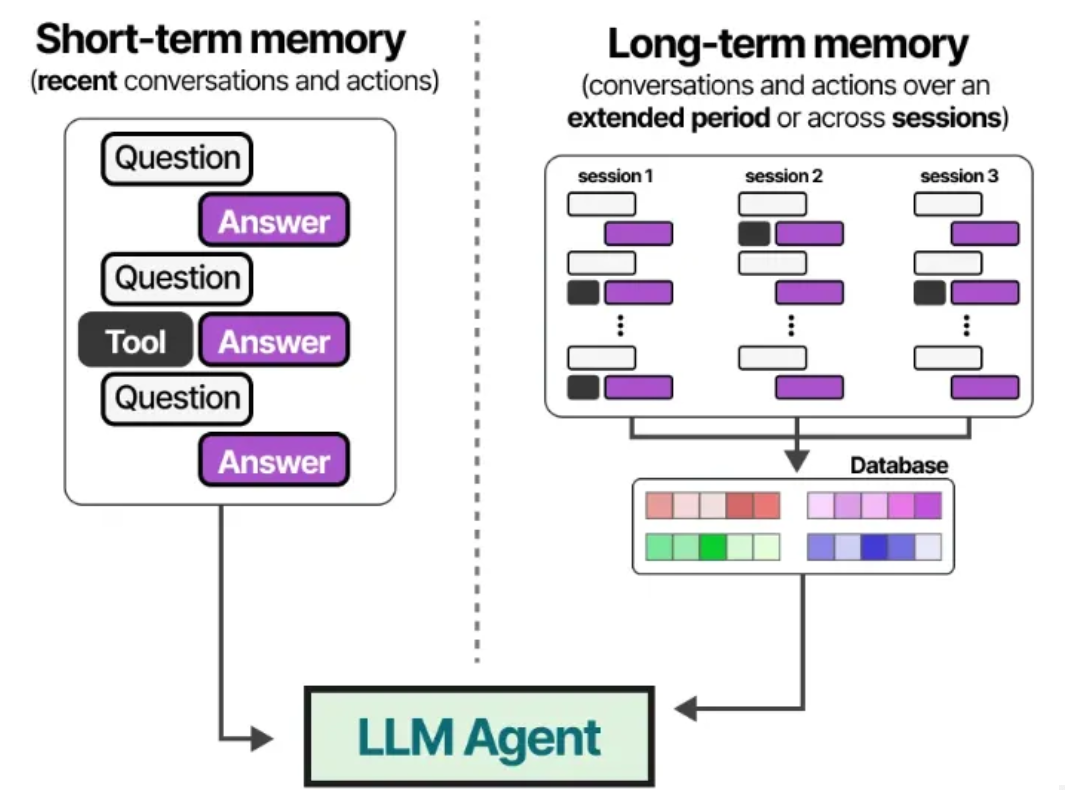 Short-term memory
(recent conversations and actions)
Question
Answer
Question
Tool Answer
Question
Answer
Long-term memory
(conversations and actions over an
extended period or across sessions)
session 1 session 2 session 3
Database
LLM Agent